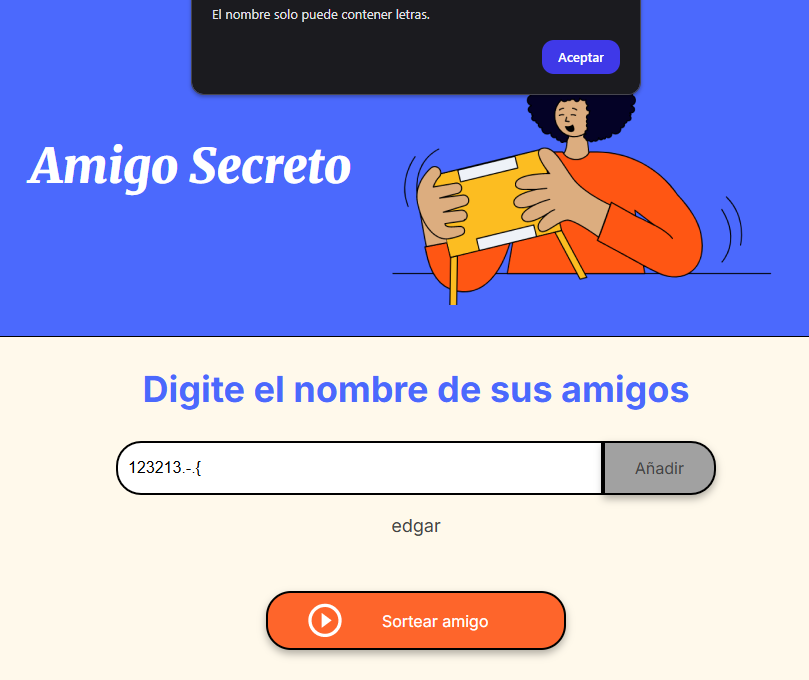 El nombre solo puede contener letras.
Aceptar
Amigo Secreto
Digite el nombre de sus amigos
123213.-.{
Añadir
edgar
Sortear amigo